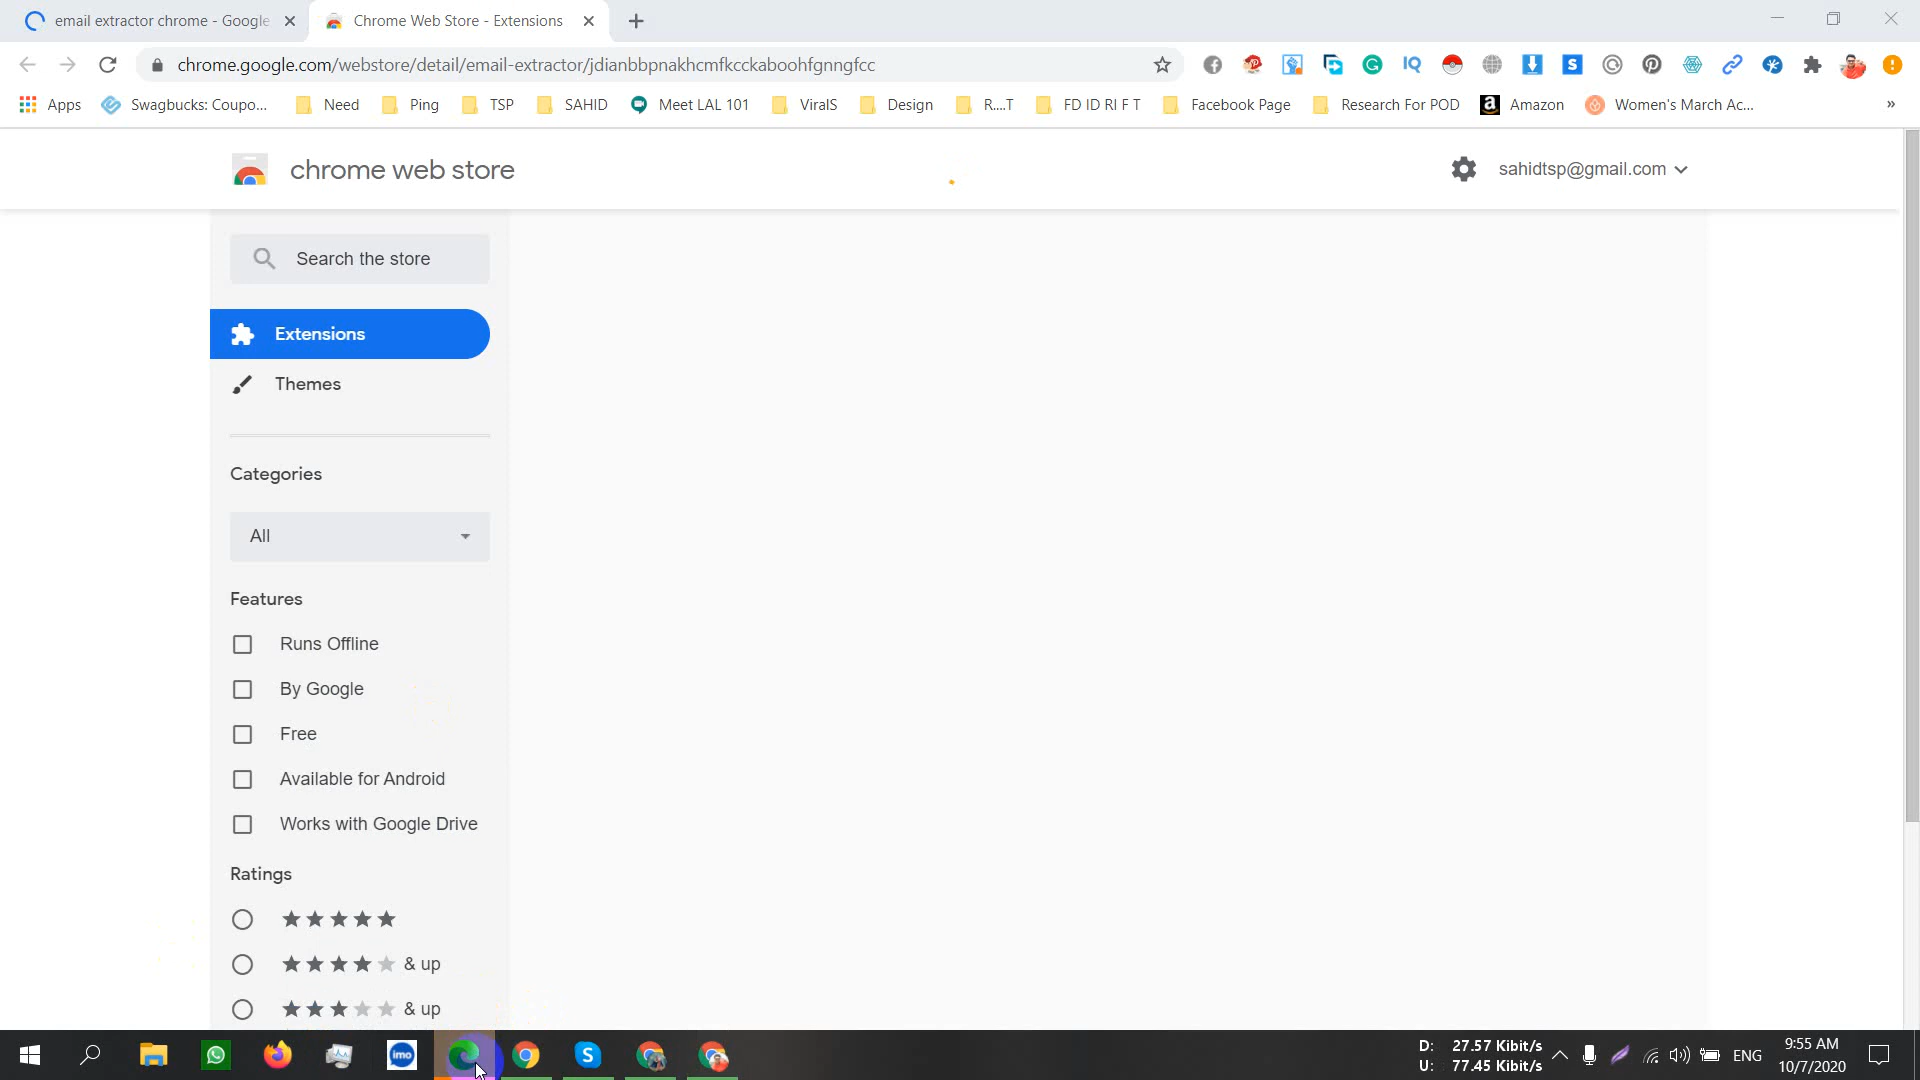 email extractor chrome - Google
Chrome Web Store - Extensions
chrome.google.com/webstore/detail/email-extractor/jdianbbpnakhcmfkcckaboohfgnngfcc
Apps
Swagbucks: Coupo...
Need
Ping
TSP
SAHID
Meet LAL 101
ViralS
Design
R....T
FD ID RI F T
Facebook Page
Research For POD
Amazon
Women's March Ac...
chrome web store
sahidtsp@gmail.com
Search the store
Extensions
Themes
Categories
All
Features
Runs Offline
By Google
Free
Available for Android
Works with Google Drive
Ratings
& up
& up
imo
D: 27.57 Kibit/s
U: 77.45 Kibit/s
ENG
9:55 AM
10/7/2020